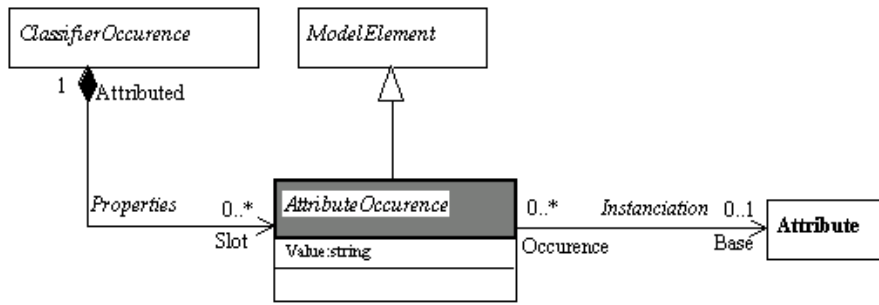 ClassifierOccurence
ModelElement
1
Attributed
Properties
0..*
Slot
AttributeOccurence
Value:string
0..*
Instanciation
0..1
Occurence
Base
Attribute